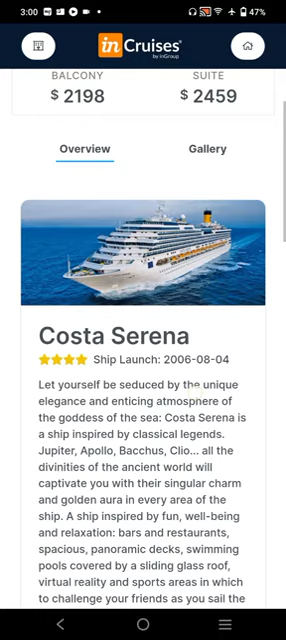 3:00
47%
in Cruises®
by inGroup
BALCONY SUITE
$ 2198 $ 2459
Overview Gallery
Costa Serena
Ship Launch: 2006-08-04
Let yourself be seduced by the unique
elegance and enticing atmosphere of
the goddess of the sea: Costa Serena is
a ship inspired by classical legends.
Jupiter, Apollo, Bacchus, Clio... all the
divinities of the ancient world will
captivate you with their singular charm
and golden aura in every area of the
ship. A ship inspired by fun, well-being
and relaxation: bars and restaurants,
spacious, panoramic decks, swimming
pools covered by a sliding glass roof,
virtual reality and sports areas in which
to challenge your friends as you sail the